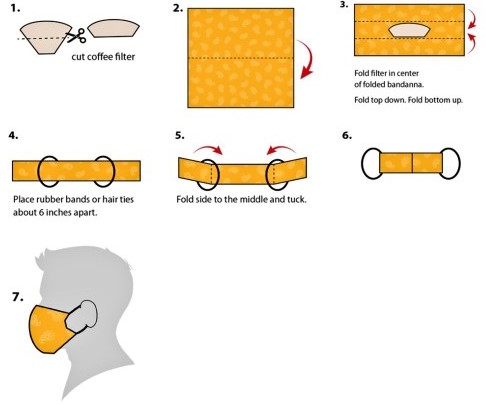 1.
cut coffee filter
2.
3.
Fold filter in center
of folded bandanna.
Fold top down. Fold bottom up.
4.
Place rubber bands or hair ties
about 6 inches apart.
5.
Fold side to the middle and tuck.
6.
7.